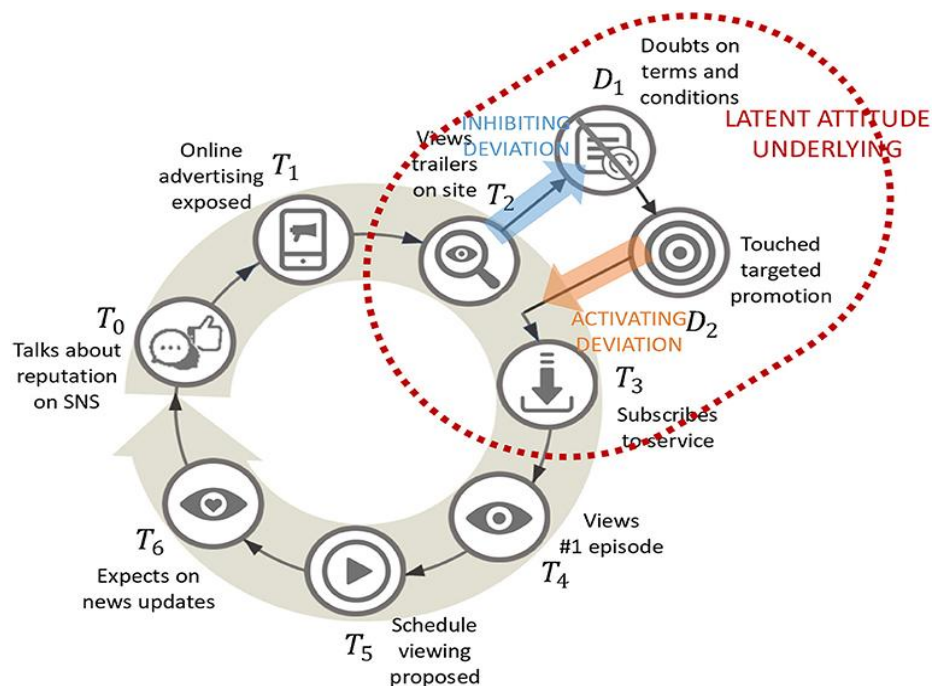 Doubts on
terms and
conditions
D1
LATENT ATTITUDE
UNDERLYING
INHIBITING
DEVIATION
Views
trailers
on site
T2
Online
advertising
exposed
T1
Touched
targeted
promotion
D2
ACTIVATING
DEVIATION
T0
Talks about
reputation
on SNS
T3
Subscribes
to service
Views
#1 episode
T4
T6
Expects on
news updates
T5
Schedule
viewing
proposed